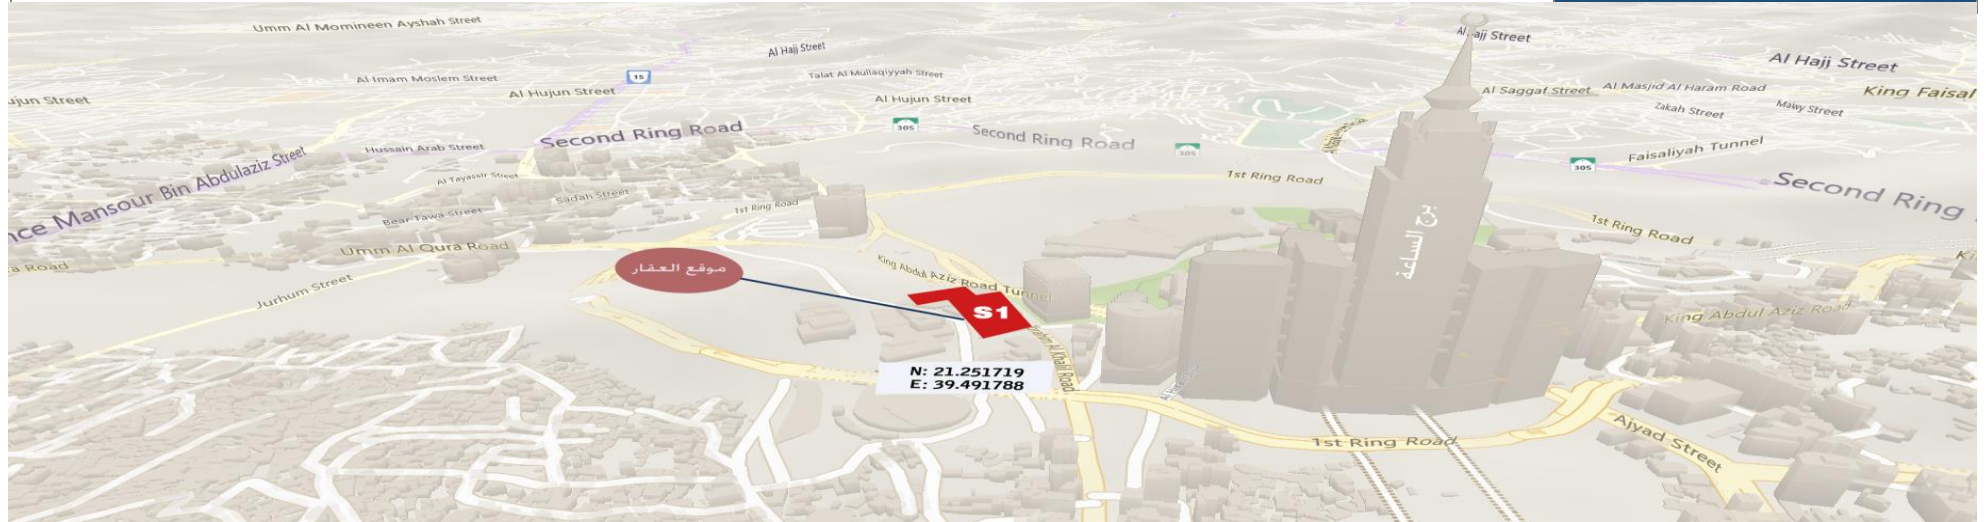 Umm Al Momineen Ayshah Street
Al Hajj Street
Al Hajj Street
Al Imam Moslem Street
15
Talat Al Mullaqiyyah Street
Al Saggaf Street
Al Masjid Al Haram Road
King Faisal
ujun Street
Al Hujun Street
Al Hujun Street
Zakah Street
Mawy Street
Second Ring Road
305
Second Ring Road
305
Faisaliyah Tunnel
305
Hussain Arab Street
nce Mansour Bin Abdulaziz Street
Al Tayassir Street
1st Ring Road
Second Ring
Sadah Street
Bear Tawa Street
1st Ring Road
1st Ring Road
برج الساعة
Umm Al Qura Road
a Road
موقع العقار
King Abdul Aziz Road Tunnel
Jurhum Street
S1
King Abdul Aziz Road
N: 21.251719
E: 39.491788
1st Ring Road
Ajyad Street